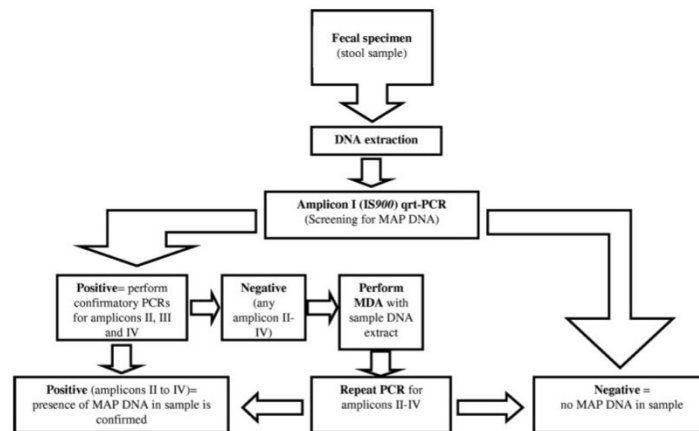 Fecal specimen
(stool sample)
DNA extraction
Amplicon I (IS900) qrt-PCR
(Screening for MAP DNA)
Positive= perform
confirmatory PCRs
for amplicons II, III
and IV
Negative
(any
amplicon II-
IV)
Perform
MDA with
sample DNA
extract
Positive (amplicons II to IV)=
presence of MAP DNA in sample is
confirmed
Repeat PCR for
amplicons II-IV
Negative =
no MAP DNA in sample